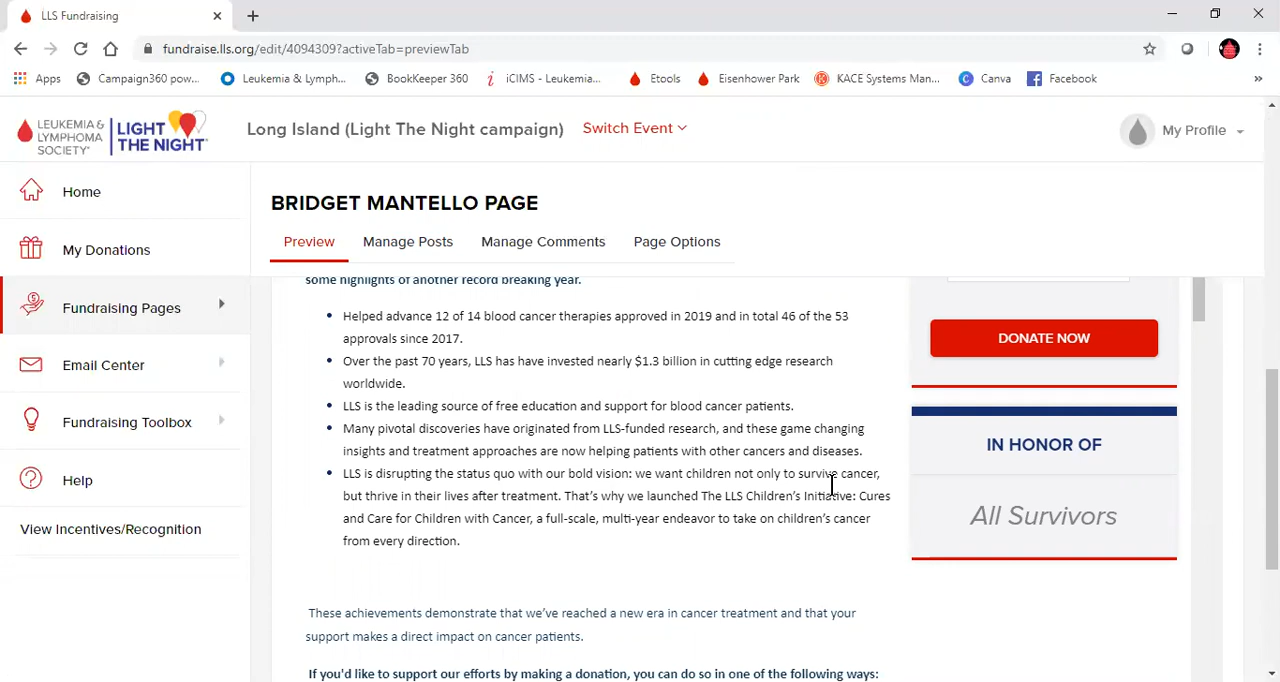 LLS Fundraising
fundraise.lls.org/edit/4094309?activeTab=previewTab
Apps
Campaign360 pow...
Leukemia & Lymph...
BookKeeper 360
iCIMS - Leukemia...
Etools
Eisenhower Park
KACE Systems Man...
Canva
Facebook
LEUKEMIA &
LYMPHOMA
SOCIETY®
LIGHT
THE NIGHT®
Long Island (Light The Night campaign)
Switch Event
My Profile
Home
My Donations
Fundraising Pages
Email Center
Fundraising Toolbox
Help
View Incentives/Recognition
BRIDGET MANTELLO PAGE
Preview
Manage Posts
Manage Comments
Page Options
some highlights of another record breaking year.
• Helped advance 12 of 14 blood cancer therapies approved in 2019 and in total 46 of the 53
approvals since 2017.
• Over the past 70 years, LLS has have invested nearly $1.3 billion in cutting edge research
worldwide.
• LLS is the leading source of free education and support for blood cancer patients.
• Many pivotal discoveries have originated from LLS-funded research, and these game changing
insights and treatment approaches are now helping patients with other cancers and diseases.
• LLS is disrupting the status quo with our bold vision: we want children not only to survive cancer,
but thrive in their lives after treatment. That’s why we launched The LLS Children’s Initiative: Cures
and Care for Children with Cancer, a full-scale, multi-year endeavor to take on children’s cancer
from every direction.
These achievements demonstrate that we’ve reached a new era in cancer treatment and that your
support makes a direct impact on cancer patients.
If you'd like to support our efforts by making a donation, you can do so in one of the following ways:
DONATE NOW
IN HONOR OF
All Survivors